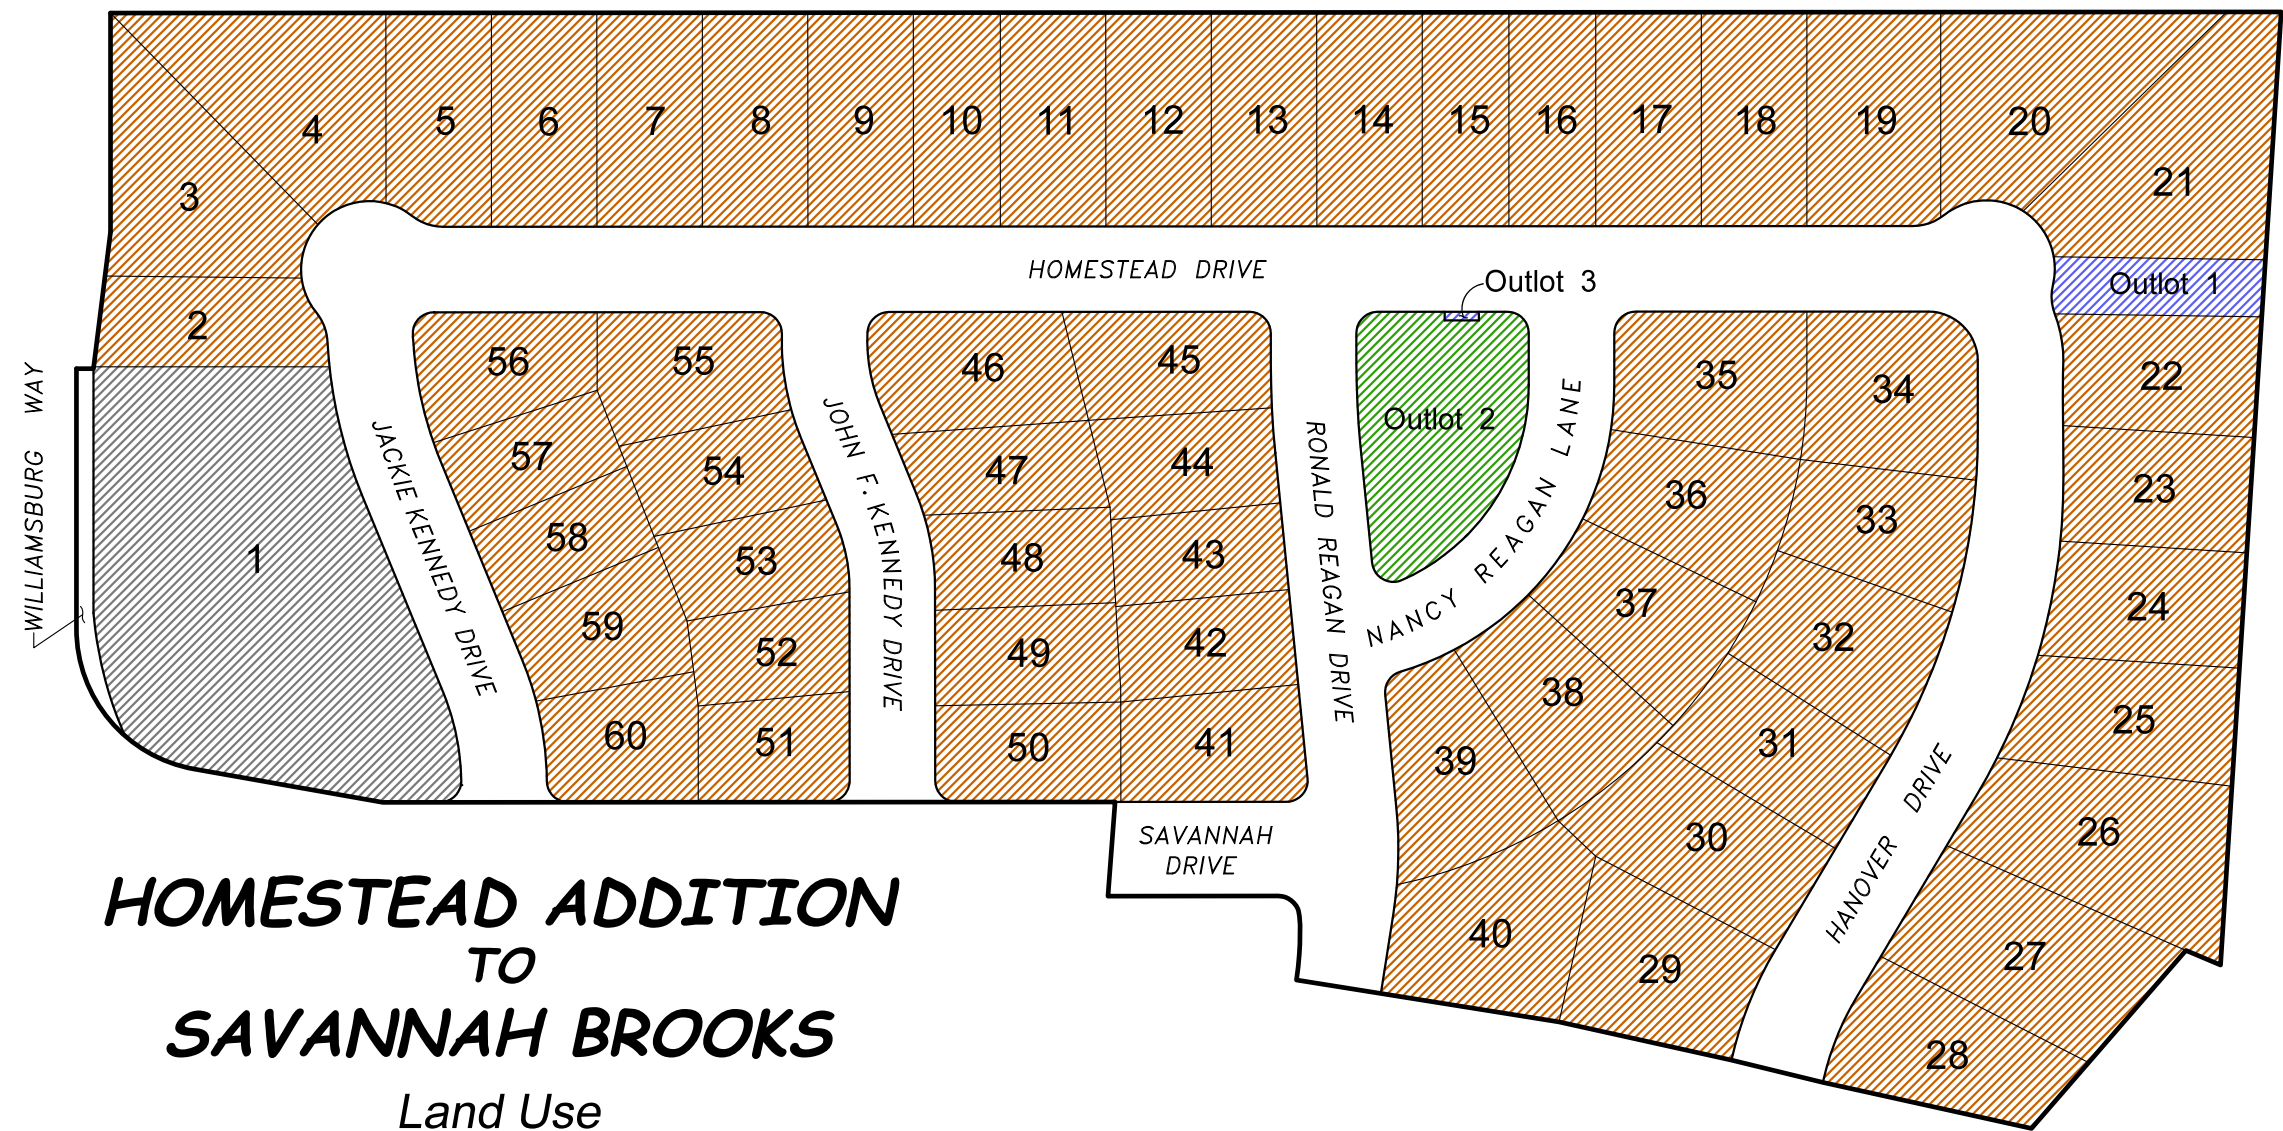 4 5 6 7 8 9 10 11 12 13 14 15 16 17 18 19 20
3 21
HOMESTEAD DRIVE
Outlot 3
Outlot 1
2
56 55 46 45
Outlot 2
35 34 22
WILLIAMSBURG WAY
1
JACKIE KENNEDY DRIVE
57 54
JOHN F. KENNEDY DRIVE
47 44
RONALD REAGAN DRIVE
NANCY REAGAN LANE
36 33 23
58 53 48 43
37 32 24
59 52 49 42
38 31 25
60 51 50 41
39 30 26
HANOVER DRIVE
SAVANNAH
DRIVE
40 29 27
28
HOMESTEAD ADDITION
TO
SAVANNAH BROOKS
Land Use